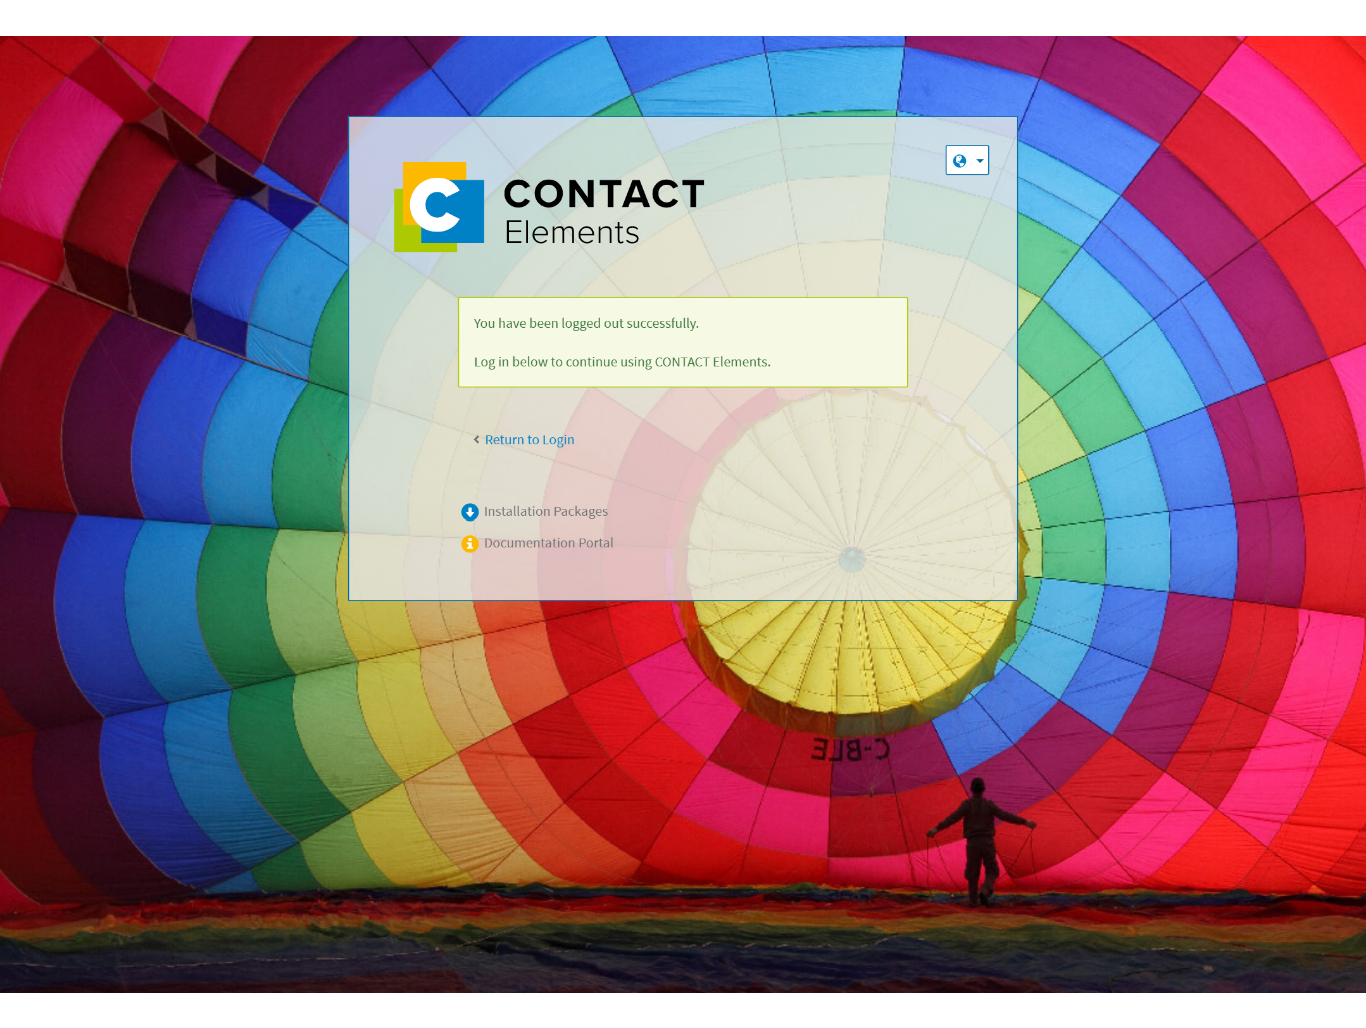 CONTACT
Elements
You have been logged out successfully.
Log in below to continue using CONTACT Elements.
Return to Login
Installation Packages
Documentation Portal
C-BLE